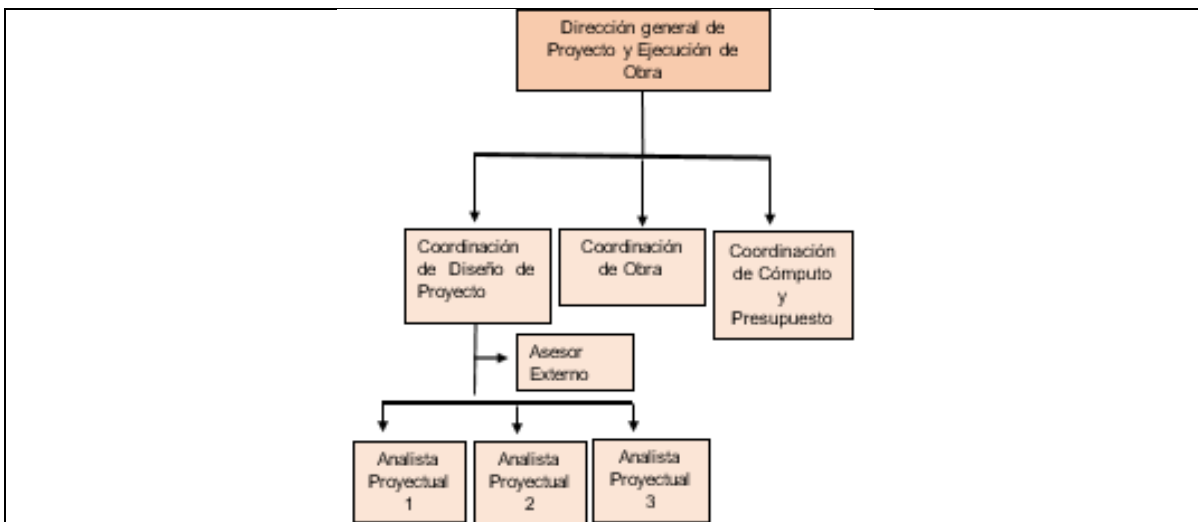 Dirección general de
Proyecto y Ejecución de
Obra
Coordinación
de Diseño de
Proyecto
Coordinación
de Obra
Coordinación
de Cómputo
y
Presupuesto
Asesor
Externo
Analista
Proyectual
1
Analista
Proyectual
2
Analista
Proyectual
3